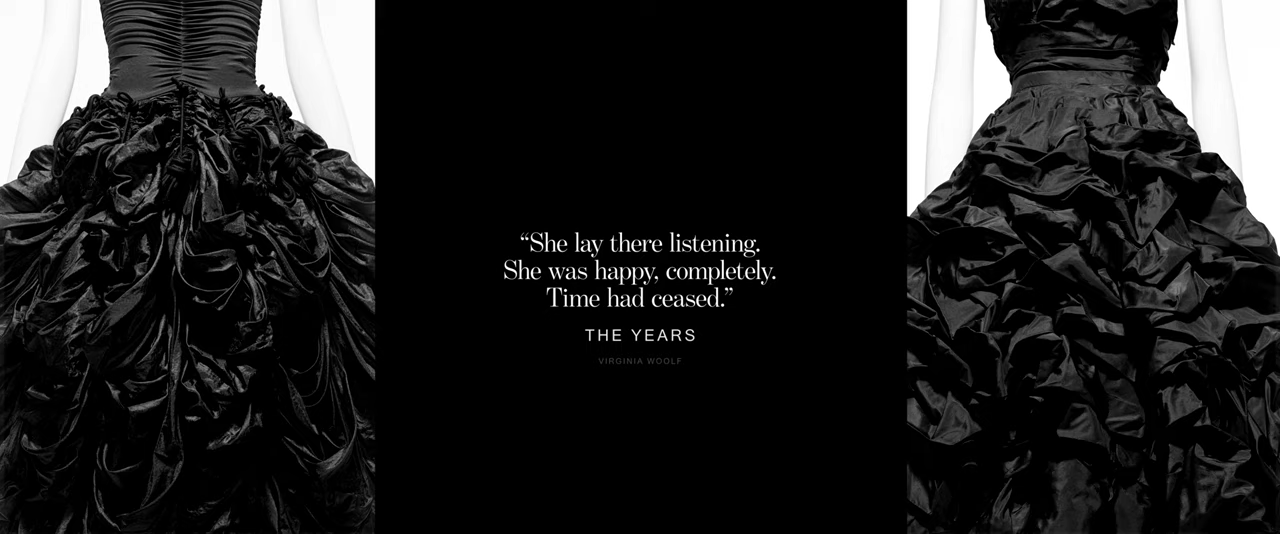 “She lay there listening.
She was happy, completely.
Time had ceased.”
THE YEARS
VIRGINIA WOOLF